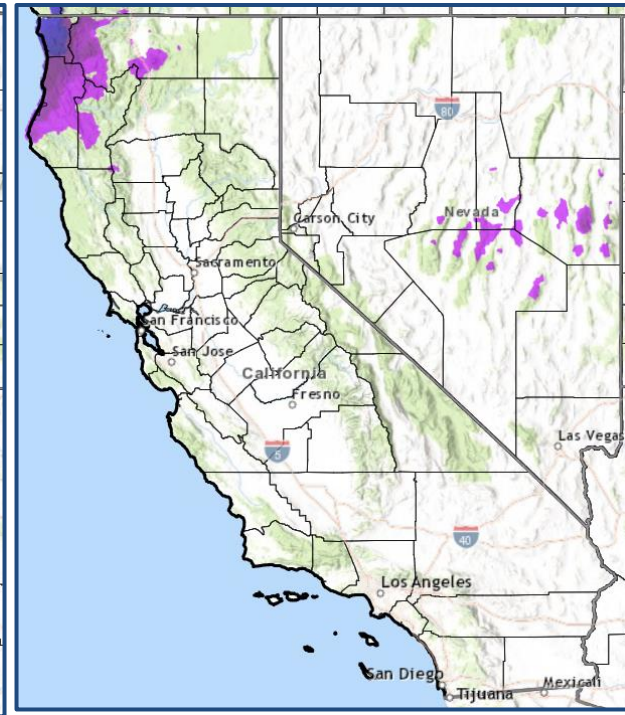 80
Nevada
Carson City
Sacramento
San Francisco
San Jose
California
Fresno
5
Las Vegas
40
Los Angeles
San Diego
Tijuana
Mexicali